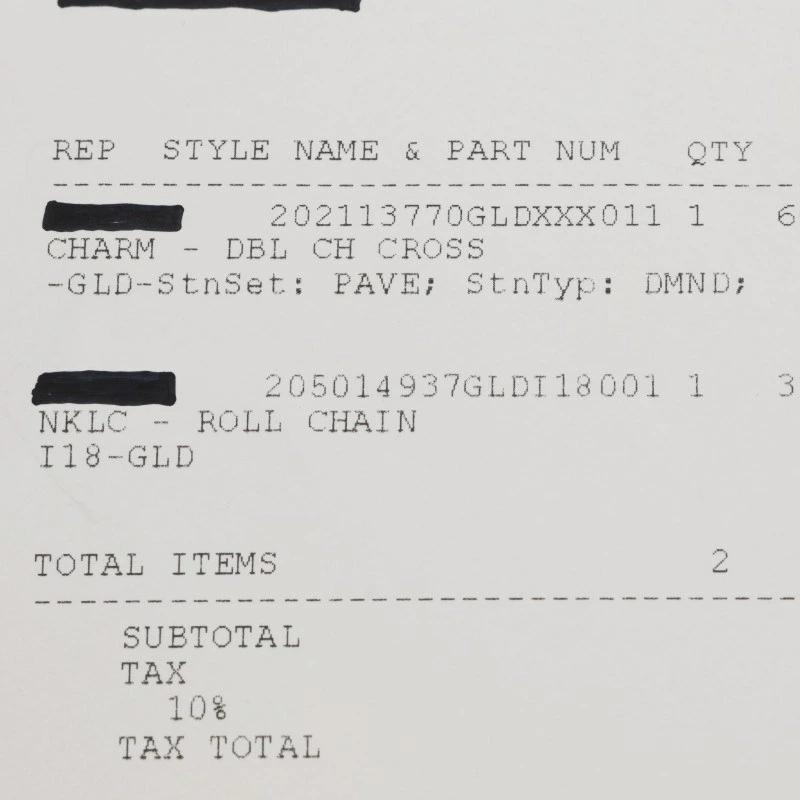 REP STYLE NAME & PART NUM QTY
202113770GLDXXX011 1 6
CHARM - DBL CH CROSS
-GLD-StnSet: PAVE; StnTyp: DMND;
205014937GLDI18001 1 3
NKLC - ROLL CHAIN
I18-GLD
TOTAL ITEMS 2
SUBTOTAL
TAX
10%
TAX TOTAL